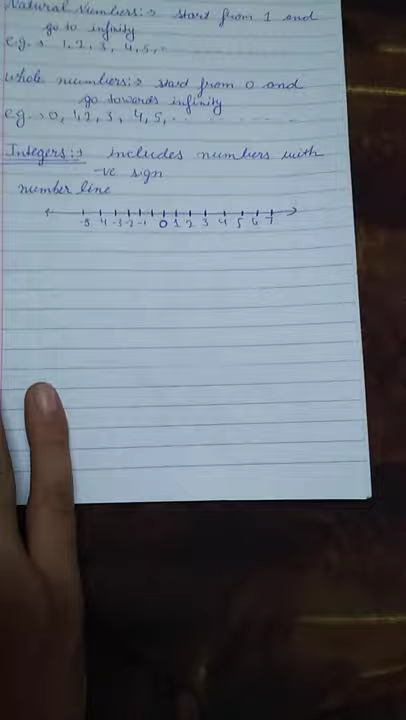 Natural Numbers:→ start from 1 and
go to infinity
e.g. → 1, 2, 3, 4, 5, - ............
Whole numbers:→ start from 0 and
go towards infinity
e.g. → 0, 1, 2, 3, 4, 5, .............
Integers:→ includes numbers with
-ve sign
number line
-5 4 -3 -2 -1 0 1 2 3 4 5 6 7